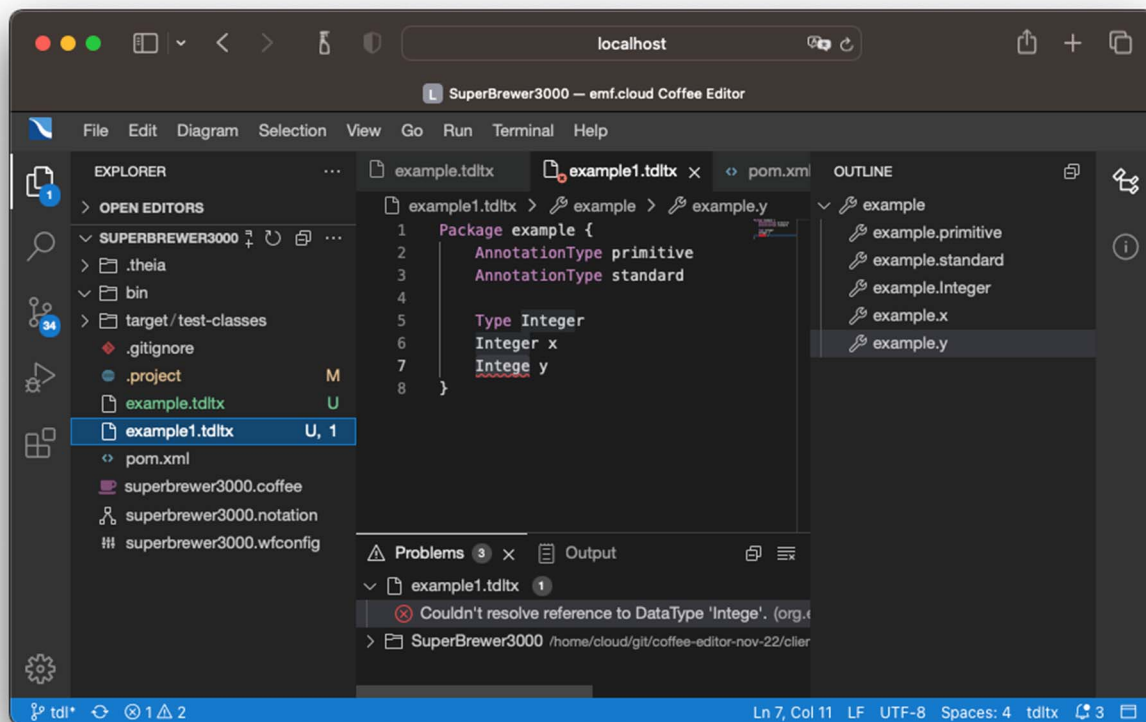 localhost
L SuperBrewer3000 — emf.cloud Coffee Editor
File Edit Diagram Selection View Go Run Terminal Help
EXPLORER ...
OPEN EDITORS
SUPERBREWER3000 ...
.theia
bin
target/test-classes
.gitignore
.project M
example.tdltx U
example1.tdltx U, 1
pom.xml
superbrewer3000.coffee
superbrewer3000.notation
superbrewer3000.wfconfig
1
34
example.tdltx example1.tdltx pom.xml
example1.tdltx > example > example.y
1 Package example {
2 AnnotationType primitive
3 AnnotationType standard
4
5 Type Integer
6 Integer x
7 Intege y
8 }
Problems 3 Output
example1.tdltx 1
Couldn't resolve reference to DataType 'Intege'. (org.e
SuperBrewer3000 /home/cloud/git/coffee-editor-nov-22/clier
OUTLINE
example
example.primitive
example.standard
example.Integer
example.x
example.y
tdl* 1 2 Ln 7, Col 11 LF UTF-8 Spaces: 4 tdltx 3